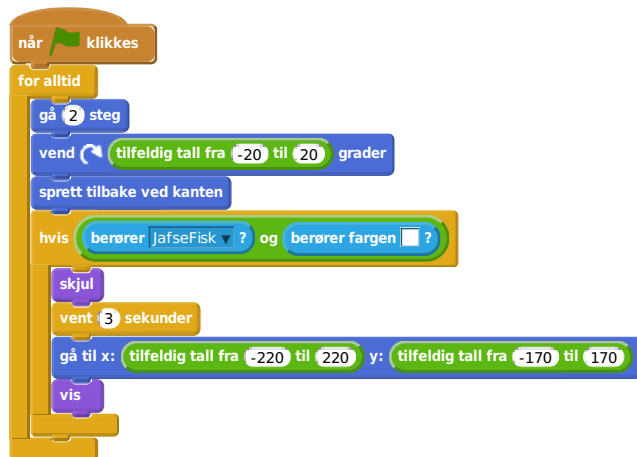 når klikkes
for alltid
gå 2 steg
vend tilfeldig tall fra -20 til 20 grader
sprett tilbake ved kanten
hvis berører JafseFisk ? og berører fargen ?
skjul
vent 3 sekunder
gå til x: tilfeldig tall fra -220 til 220 y: tilfeldig tall fra -170 til 170
vis